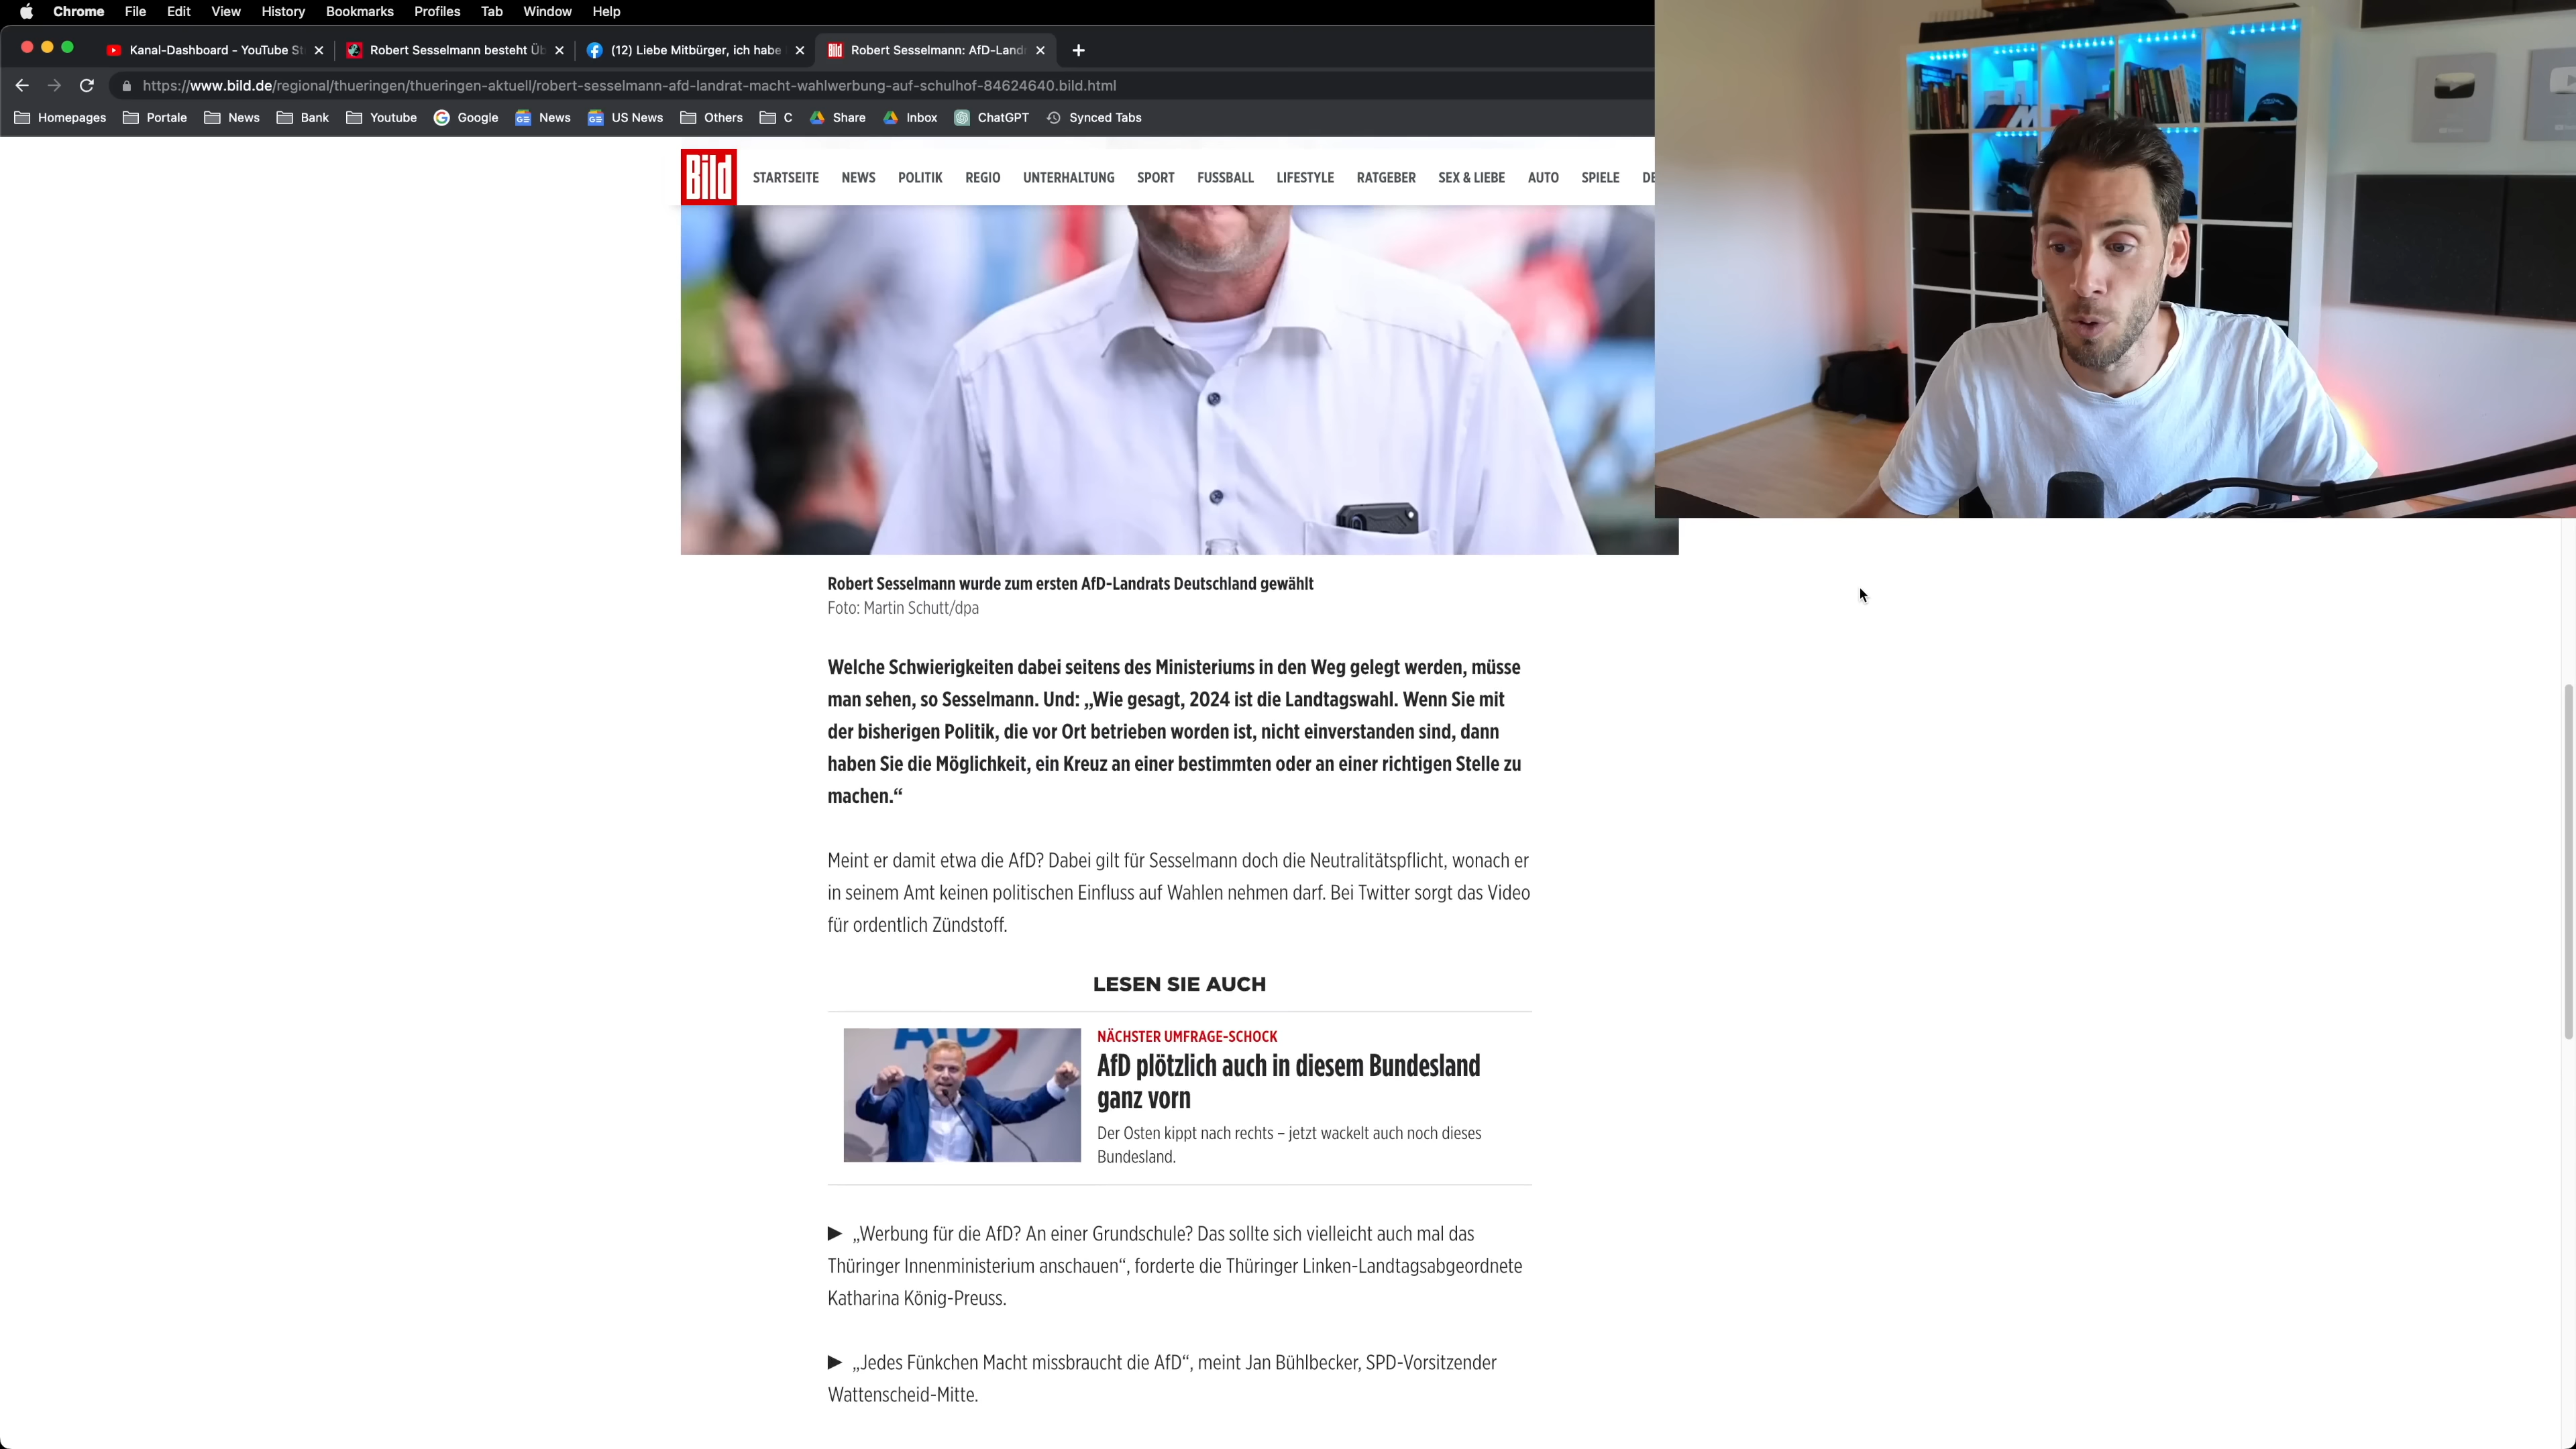 Chrome File Edit View History Bookmarks Profiles Tab Window Help
Kanal-Dashboard - YouTube St
Robert Sesselmann besteht Üb
(12) Liebe Mitbürger, ich habe
Robert Sesselmann: AfD-Land
https://www.bild.de/regional/thueringen/thueringen-aktuell/robert-sesselmann-afd-landrat-macht-wahlwerbung-auf-schulhof-84624640.bild.html
Homepages Portale News Bank Youtube Google News US News Others C Share Inbox ChatGPT Synced Tabs
Bild
STARTSEITE NEWS POLITIK REGIO UNTERHALTUNG SPORT FUSSBALL LIFESTYLE RATGEBER SEX & LIEBE AUTO SPIELE DE
Robert Sesselmann wurde zum ersten AfD-Landrats Deutschland gewählt
Foto: Martin Schutt/dpa
Welche Schwierigkeiten dabei seitens des Ministeriums in den Weg gelegt werden, müsse
man sehen, so Sesselmann. Und: „Wie gesagt, 2024 ist die Landtagswahl. Wenn Sie mit
der bisherigen Politik, die vor Ort betrieben worden ist, nicht einverstanden sind, dann
haben Sie die Möglichkeit, ein Kreuz an einer bestimmten oder an einer richtigen Stelle zu
machen.“
Meint er damit etwa die AfD? Dabei gilt für Sesselmann doch die Neutralitätspflicht, wonach er
in seinem Amt keinen politischen Einfluss auf Wahlen nehmen darf. Bei Twitter sorgt das Video
für ordentlich Zündstoff.
LESEN SIE AUCH
AfD
NÄCHSTER UMFRAGE-SCHOCK
AfD plötzlich auch in diesem Bundesland
ganz vorn
Der Osten kippt nach rechts – jetzt wackelt auch noch dieses
Bundesland.
▶ „Werbung für die AfD? An einer Grundschule? Das sollte sich vielleicht auch mal das
Thüringer Innenministerium anschauen“, forderte die Thüringer Linken-Landtagsabgeordnete
Katharina König-Preuss.
▶ „Jedes Fünkchen Macht missbraucht die AfD“, meint Jan Bühlbecker, SPD-Vorsitzender
Wattenscheid-Mitte.